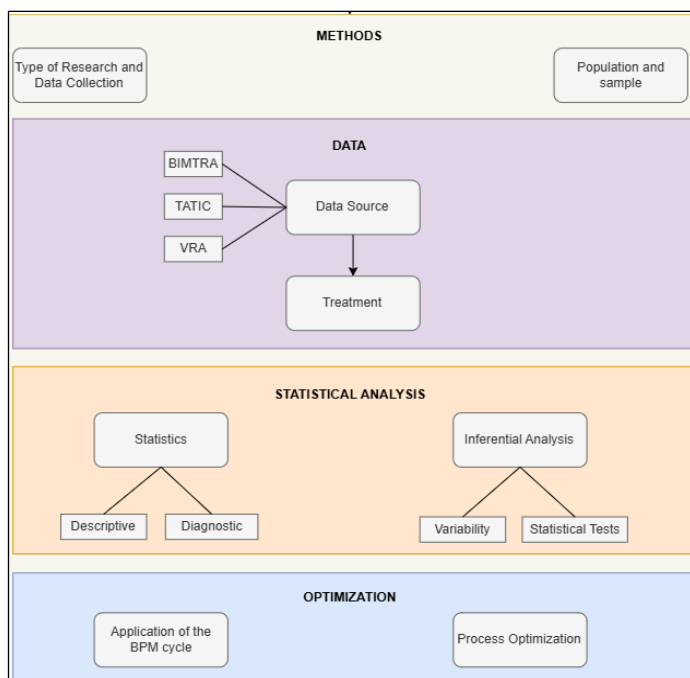 METHODS
Type of Research and
Data Collection
Population and
sample
DATA
BIMTRA
TATIC
VRA
Data Source
Treatment
STATISTICAL ANALYSIS
Statistics
Inferential Analysis
Descriptive
Diagnostic
Variability
Statistical Tests
OPTIMIZATION
Application of the
BPM cycle
Process Optimization